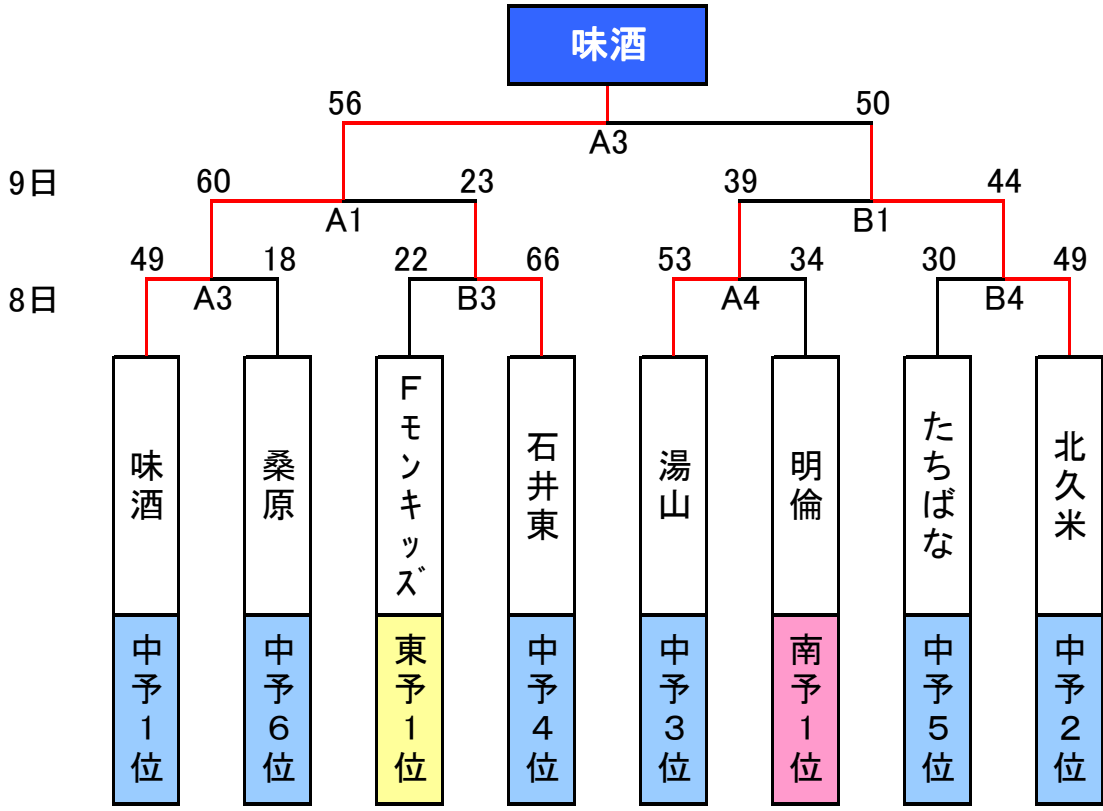 味酒
56
50
A3
9日
60
23
39
44
A1
B1
49
18
22
66
53
34
30
49
8日
A3
B3
A4
B4
味酒
桑原
Fモンキッズ
石井東
湯山
明倫
たちばな
北久米
中予1位
中予6位
東予1位
中予4位
中予3位
南予1位
中予5位
中予2位